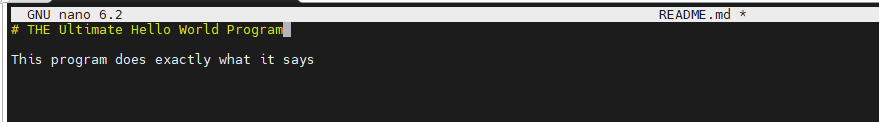 GNU nano 6.2 README.md *
# THE Ultimate Hello World Program
This program does exactly what it says